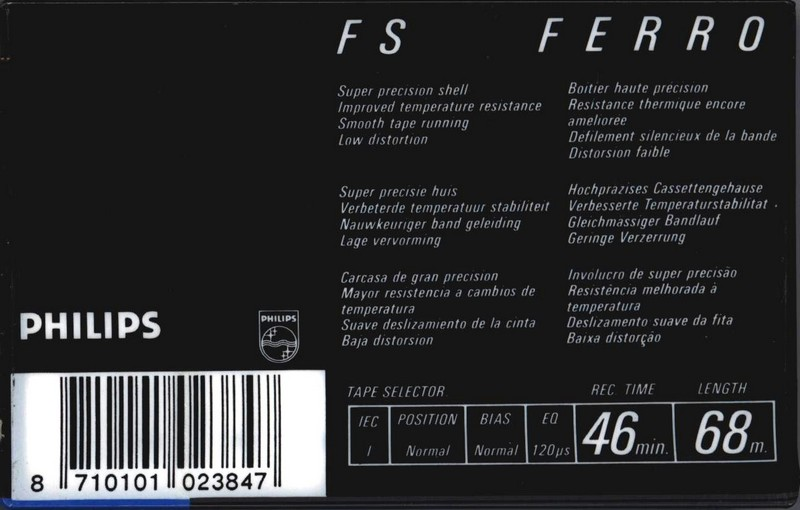 FS FERRO
Super precision shell
Improved temperature resistance
Smooth tape running
Low distortion
Boitier haute precision
Resistance thermique encore
amelioree
Defilement silencieux de la bande
Distorsion faible
Super precisie huis
Verbeterde temperatuur stabiliteit
Nauwkeuriger band geleiding
Lage vervorming
Hochprazises Cassettengehause
Verbesserte Temperaturstabilitat
Gleichmassiger Bandlauf
Geringe Verzerrung
Carcasa de gran precision
Mayor resistencia a cambios de
temperatura
Suave deslizamiento de la cinta
Baja distorsion
Involucro de super precisão
Resistência melhorada à
temperatura
Deslizamento suave da fita
Baixa distorção
PHILIPS
PHILIPS
TAPE SELECTOR REC TIME LENGTH
IEC POSITION BIAS EQ
I Normal Normal 120µs 46min. 68m.
8 710101 023847